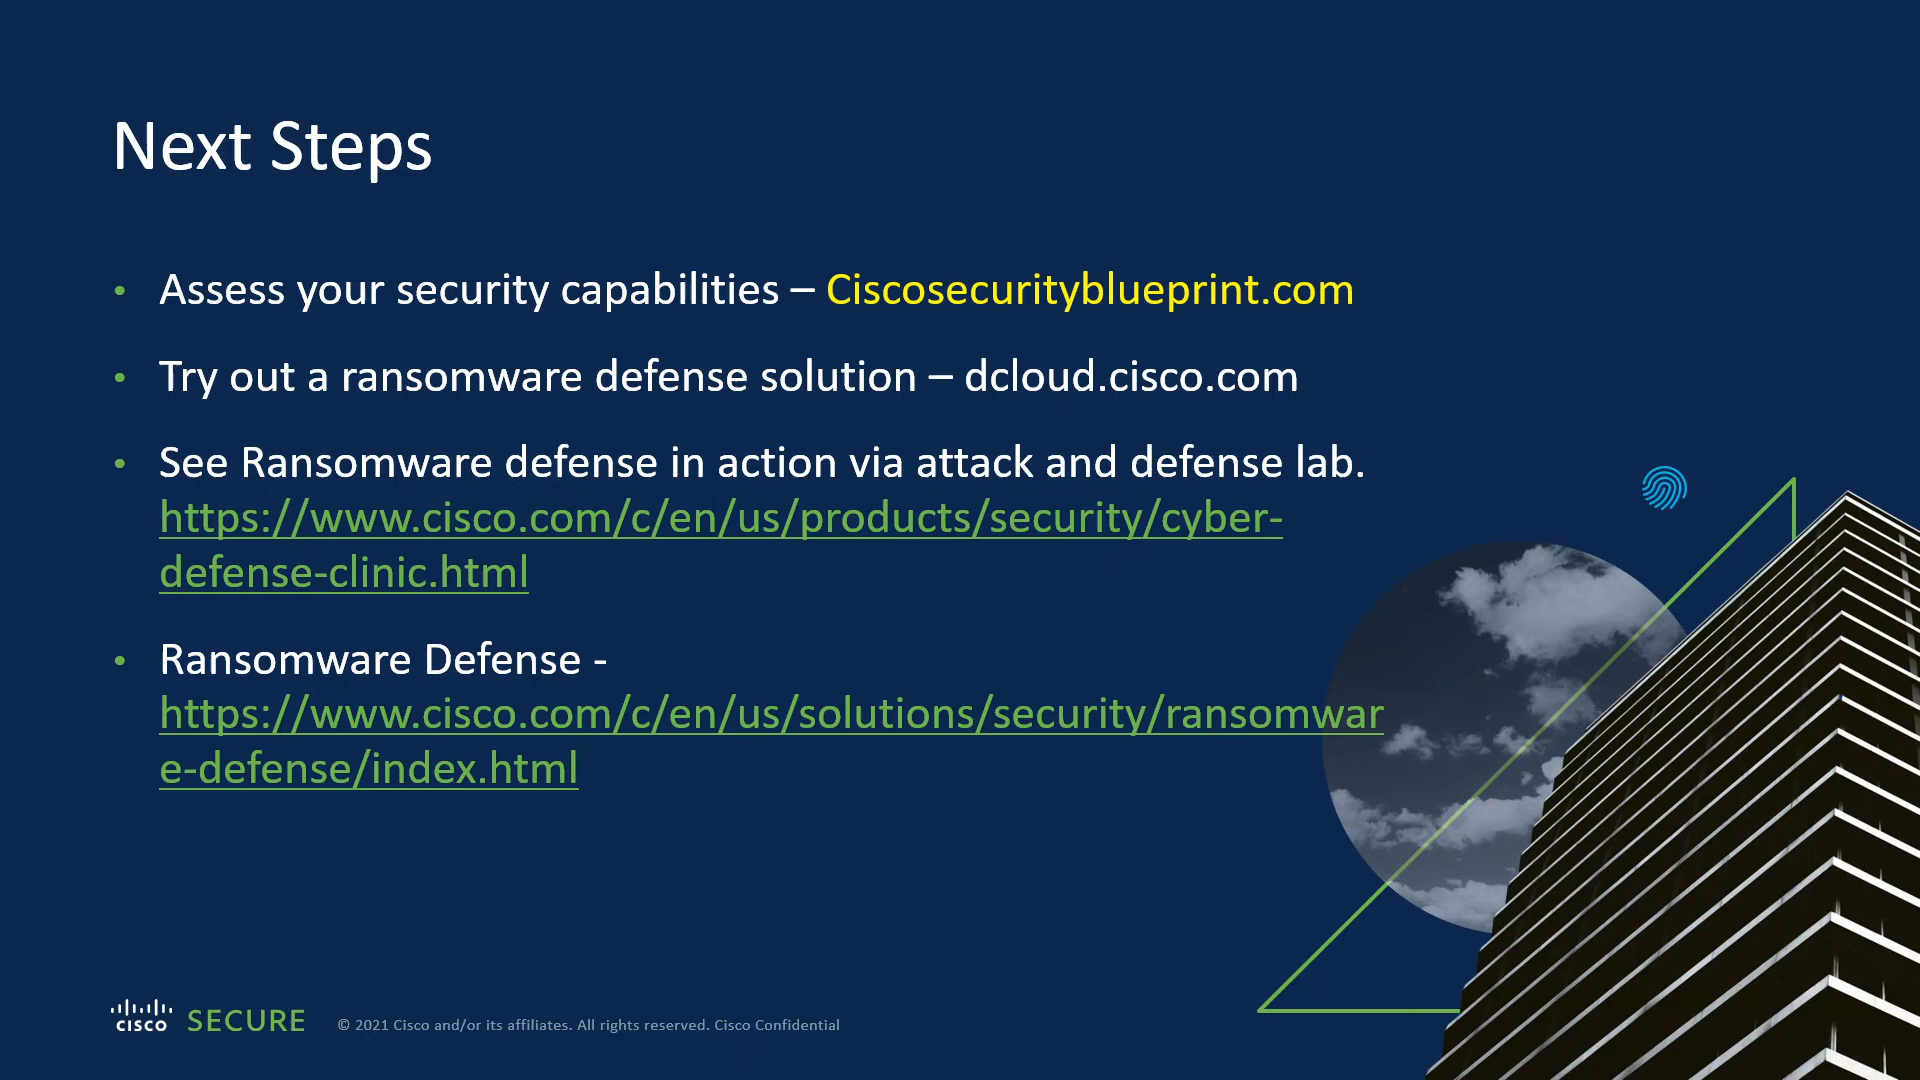 Next Steps
• Assess your security capabilities – Ciscosecurityblueprint.com
• Try out a ransomware defense solution – dcloud.cisco.com
• See Ransomware defense in action via attack and defense lab.
https://www.cisco.com/c/en/us/products/security/cyber-
defense-clinic.html
• Ransomware Defense -
https://www.cisco.com/c/en/us/solutions/security/ransomwar
e-defense/index.html
cisco SECURE © 2021 Cisco and/or its affiliates. All rights reserved. Cisco Confidential